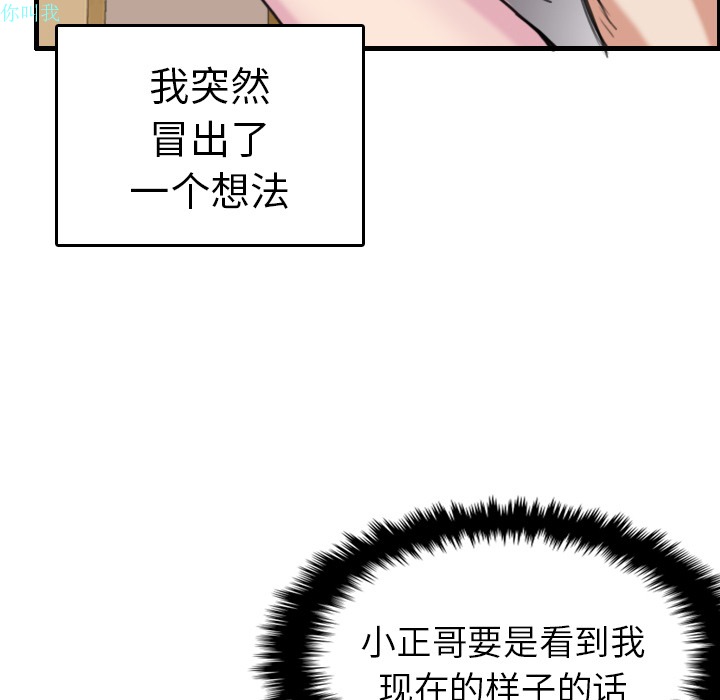 你叫我
我突然
冒出了
一个想法
小正哥要是看到我
现在的样子的话